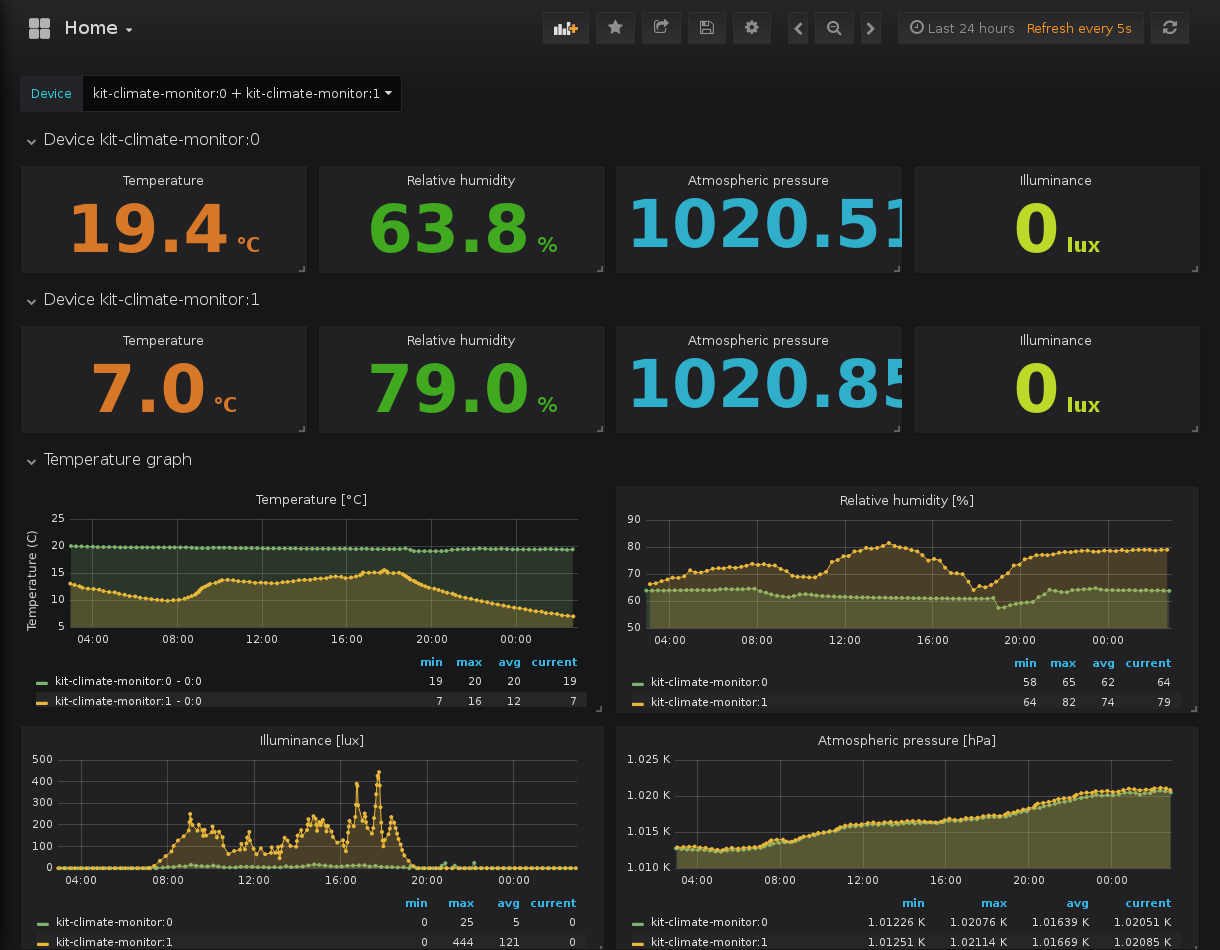 Home
Last 24 hours Refresh every 5s
Device kit-climate-monitor:0 + kit-climate-monitor:1
Device kit-climate-monitor:0
Temperature Relative humidity Atmospheric pressure Illuminance
19.4 °C 63.8 % 1020.51 0 lux
Device kit-climate-monitor:1
Temperature Relative humidity Atmospheric pressure Illuminance
7.0 °C 79.0 % 1020.85 0 lux
Temperature graph
Temperature [°C]
Temperature (C)
25
20
15
10
5
04:00 08:00 12:00 16:00 20:00 00:00
min max avg current
kit-climate-monitor:0 - 0:0 19 20 20 19
kit-climate-monitor:1 - 0:0 7 16 12 7
Relative humidity [%]
90
80
70
60
50
04:00 08:00 12:00 16:00 20:00 00:00
min max avg current
kit-climate-monitor:0 58 65 62 64
kit-climate-monitor:1 64 82 74 79
Illuminance [lux]
500
400
300
200
100
0
04:00 08:00 12:00 16:00 20:00 00:00
min max avg current
kit-climate-monitor:0 0 25 5 0
kit-climate-monitor:1 0 444 121 0
Atmospheric pressure [hPa]
1.025 K
1.020 K
1.015 K
1.010 K
04:00 08:00 12:00 16:00 20:00 00:00
min max avg current
kit-climate-monitor:0 1.01226 K 1.02076 K 1.01639 K 1.02051 K
kit-climate-monitor:1 1.01251 K 1.02114 K 1.01669 K 1.02085 K